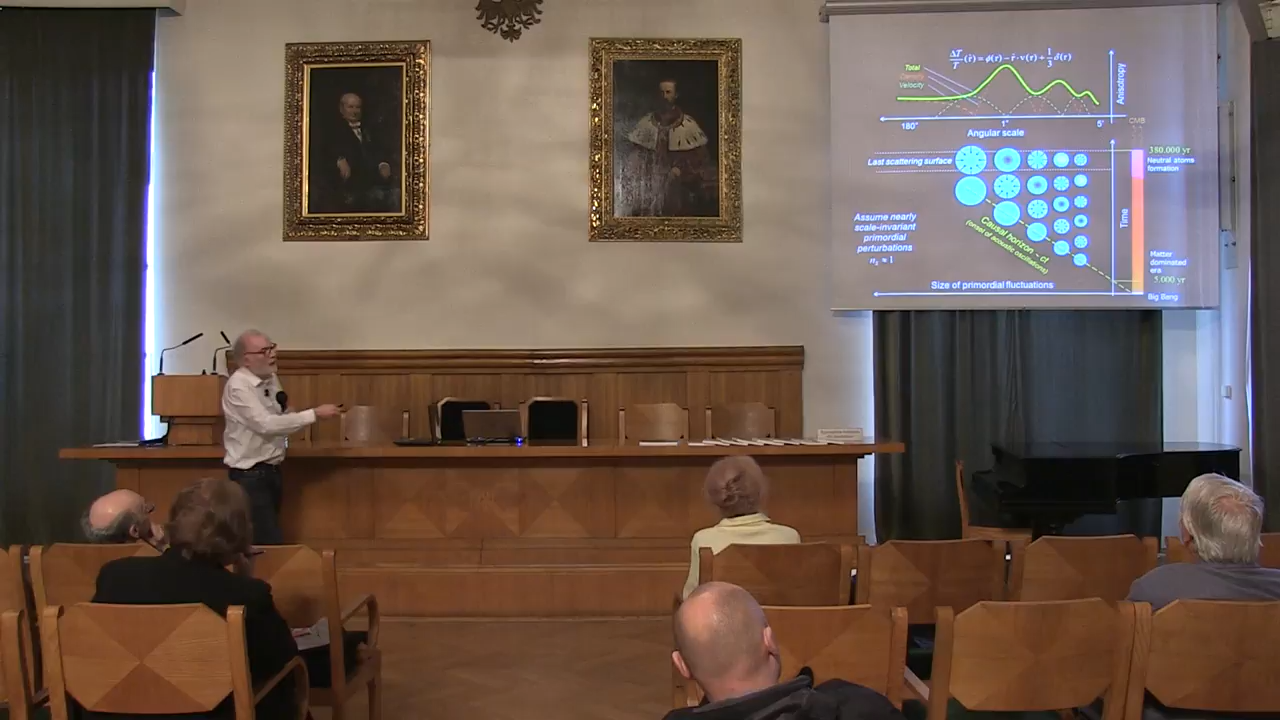 ΔT/T (r̂) = φ(r) − r̂·v(r) + 1/3 δ(r)
Total
Density
Velocity
Anisotropy
180°
1°
5'
CMB
Angular scale
380.000 yr
Last scattering surface
Neutral atoms
formation
Assume nearly
scale-invariant
primordial
perturbations
nₛ ≈ 1
Causal horizon ~ ct
(onset of acoustic oscillations)
Time
Matter
dominated
era
5.000 yr
Size of primordial fluctuations
Big Bang